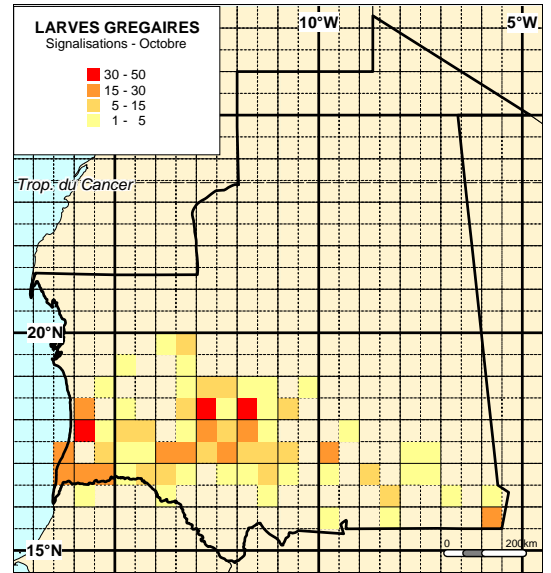 LARVES GREGAIRES
Signalisations - Octobre
30 - 50
15 - 30
5 - 15
1 - 5
10°W
5°W
Trop. du Cancer
20°N
15°N
0 200km